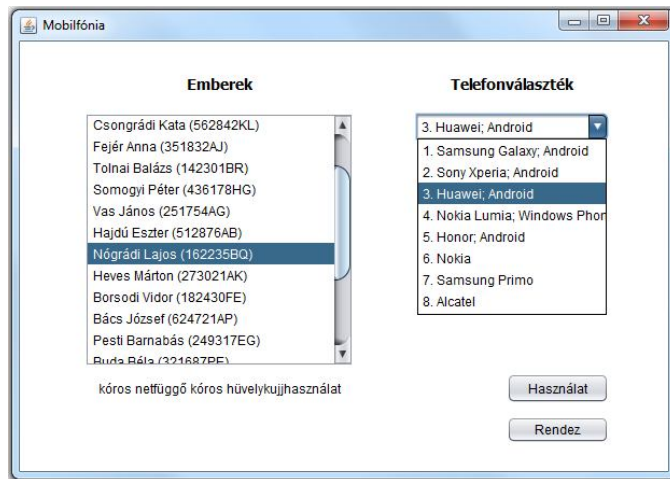 Mobilfónia
Emberek
Csongrádi Kata (562842KL)
Fejér Anna (351832AJ)
Tolnai Balázs (142301BR)
Somogyi Péter (436178HG)
Vas János (251754AG)
Hajdú Eszter (512876AB)
Nógrádi Lajos (162235BQ)
Heves Márton (273021AK)
Borsodi Vidor (182430FE)
Bács József (624721AP)
Pesti Barnabás (249317EG)
Buda Béla (321687PE)
kóros netfüggő kóros hüvelykujjhasználat
Telefonválaszték
3. Huawei; Android
1. Samsung Galaxy; Android
2. Sony Xperia; Android
3. Huawei; Android
4. Nokia Lumia; Windows Phon
5. Honor; Android
6. Nokia
7. Samsung Primo
8. Alcatel
Használat
Rendez